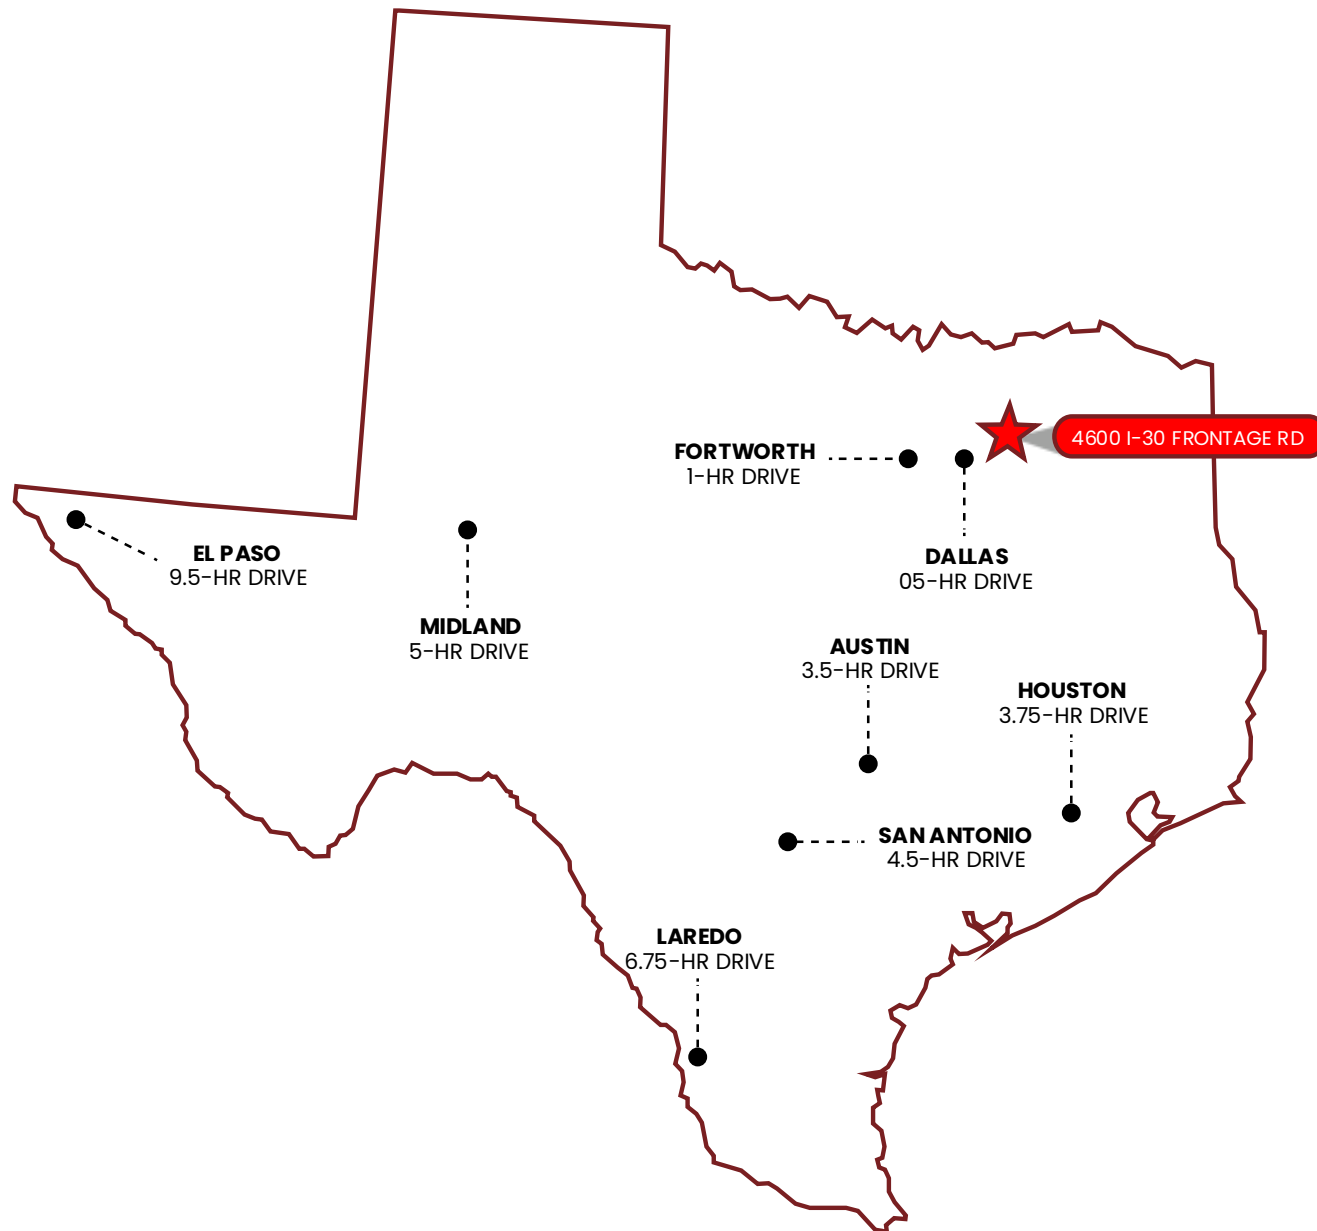 4600 I-30 FRONTAGE RD
FORTWORTH
1-HR DRIVE
EL PASO
9.5-HR DRIVE
DALLAS
05-HR DRIVE
MIDLAND
5-HR DRIVE
AUSTIN
3.5-HR DRIVE
HOUSTON
3.75-HR DRIVE
SAN ANTONIO
4.5-HR DRIVE
LAREDO
6.75-HR DRIVE